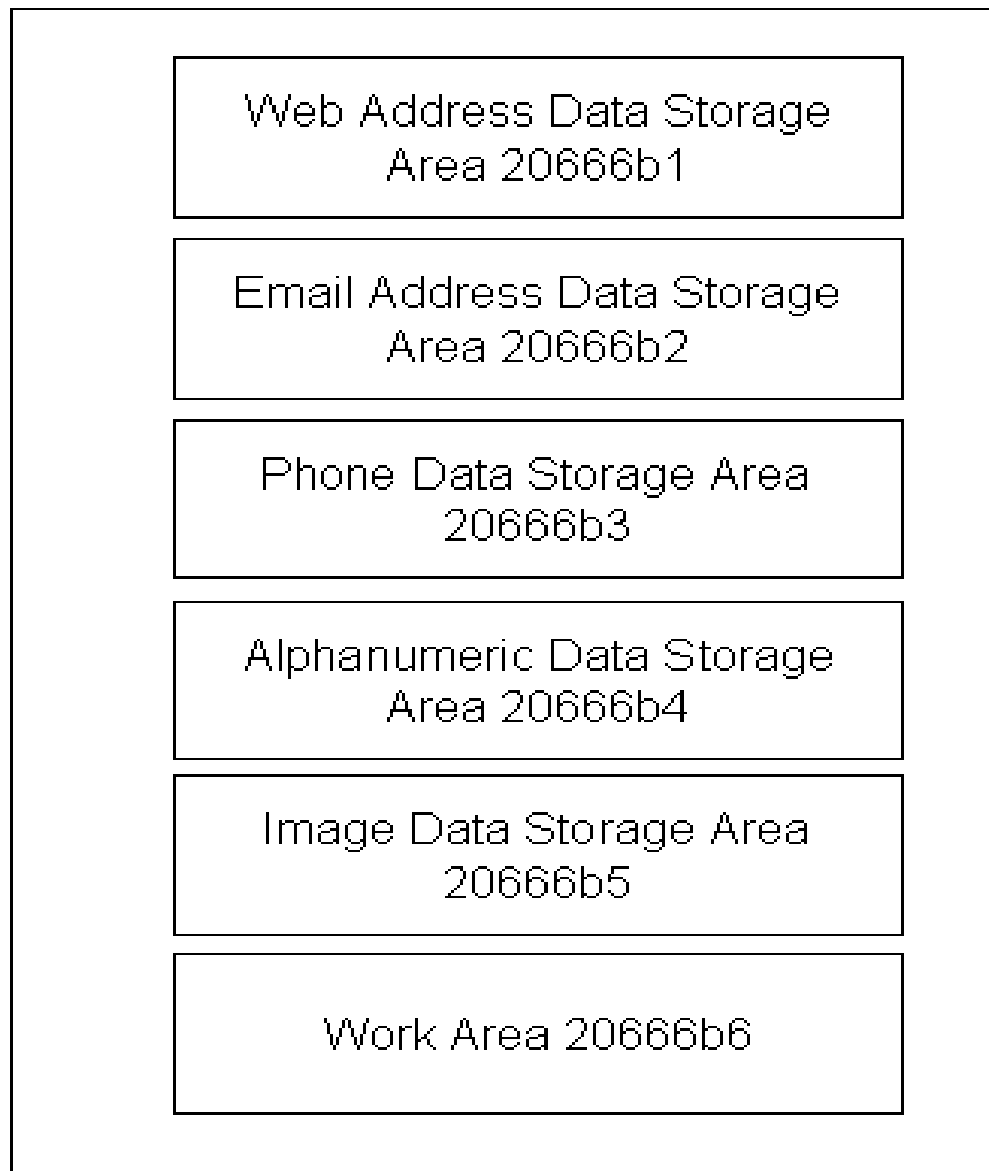 Web Address Data Storage
Area 20666b1
Email Address Data Storage
Area 20666b2
Phone Data Storage Area
20666b3
Alphanumeric Data Storage
Area 20666b4
Image Data Storage Area
20666b5
Work Area 20666b6